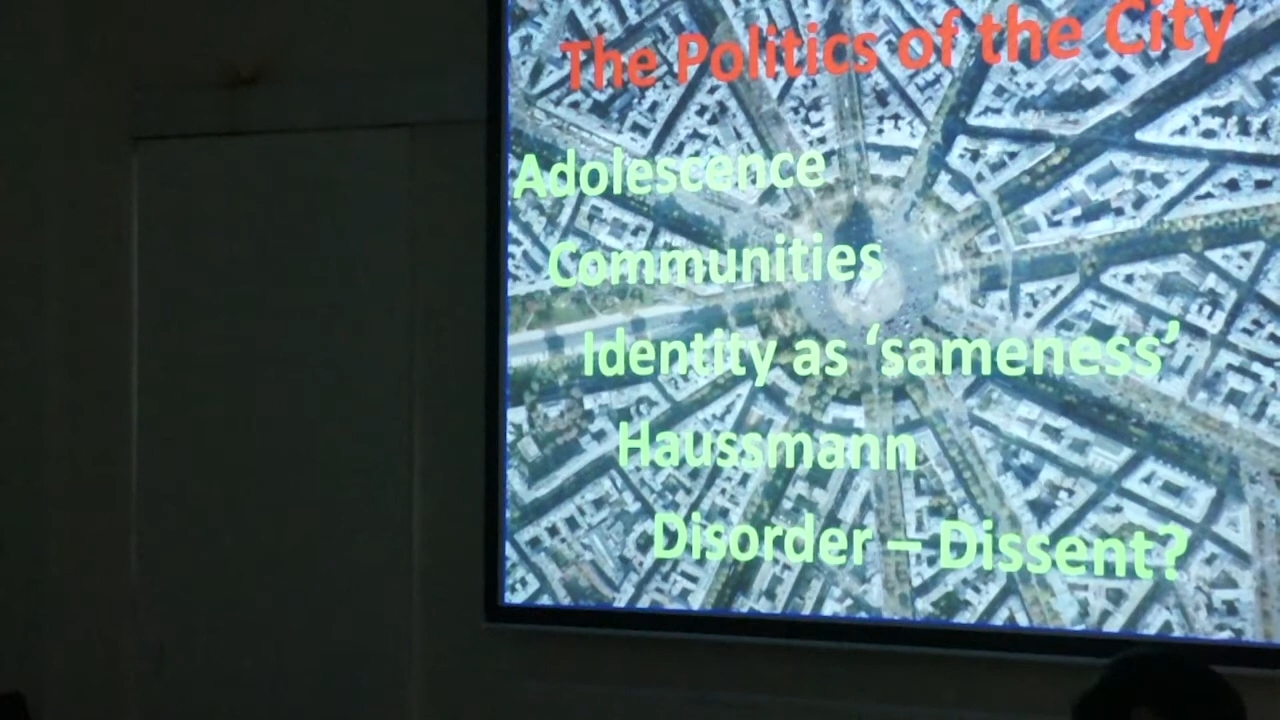 The Politics of the City
Adolescence
Communities
Identity as ‘sameness’
Haussmann
Disorder – Dissent?